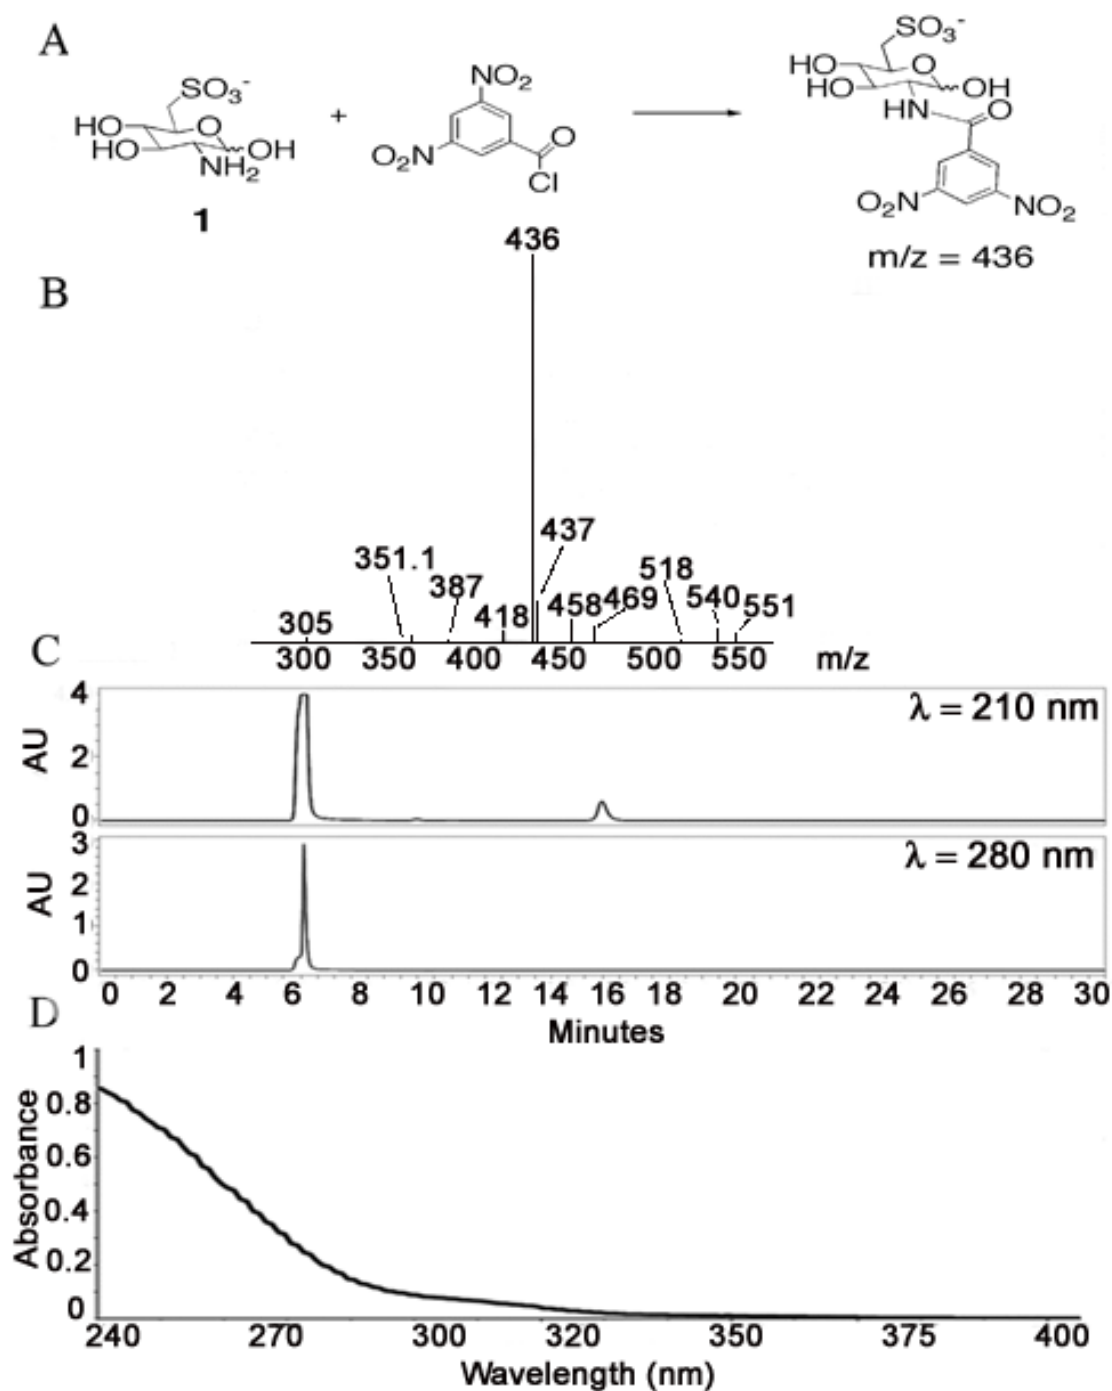 A
SO3-
HO
HO
O
OH
NH2
1
+
NO2
NO2
O
Cl
SO3-
HO
HO
O
OH
HN
O
O2N
NO2
m/z = 436
B
436
437
351.1
387
418
458
469
518
540
551
305
300 350 400 450 500 550 m/z
C
4
2
0
AU
λ = 210 nm
3
2
1
0
AU
λ = 280 nm
0 2 4 6 8 10 12 14 16 18 20 22 24 26 28 30
Minutes
D
1
0.8
0.6
0.4
0.2
0
Absorbance
240 270 300 320 350 375 400
Wavelength (nm)